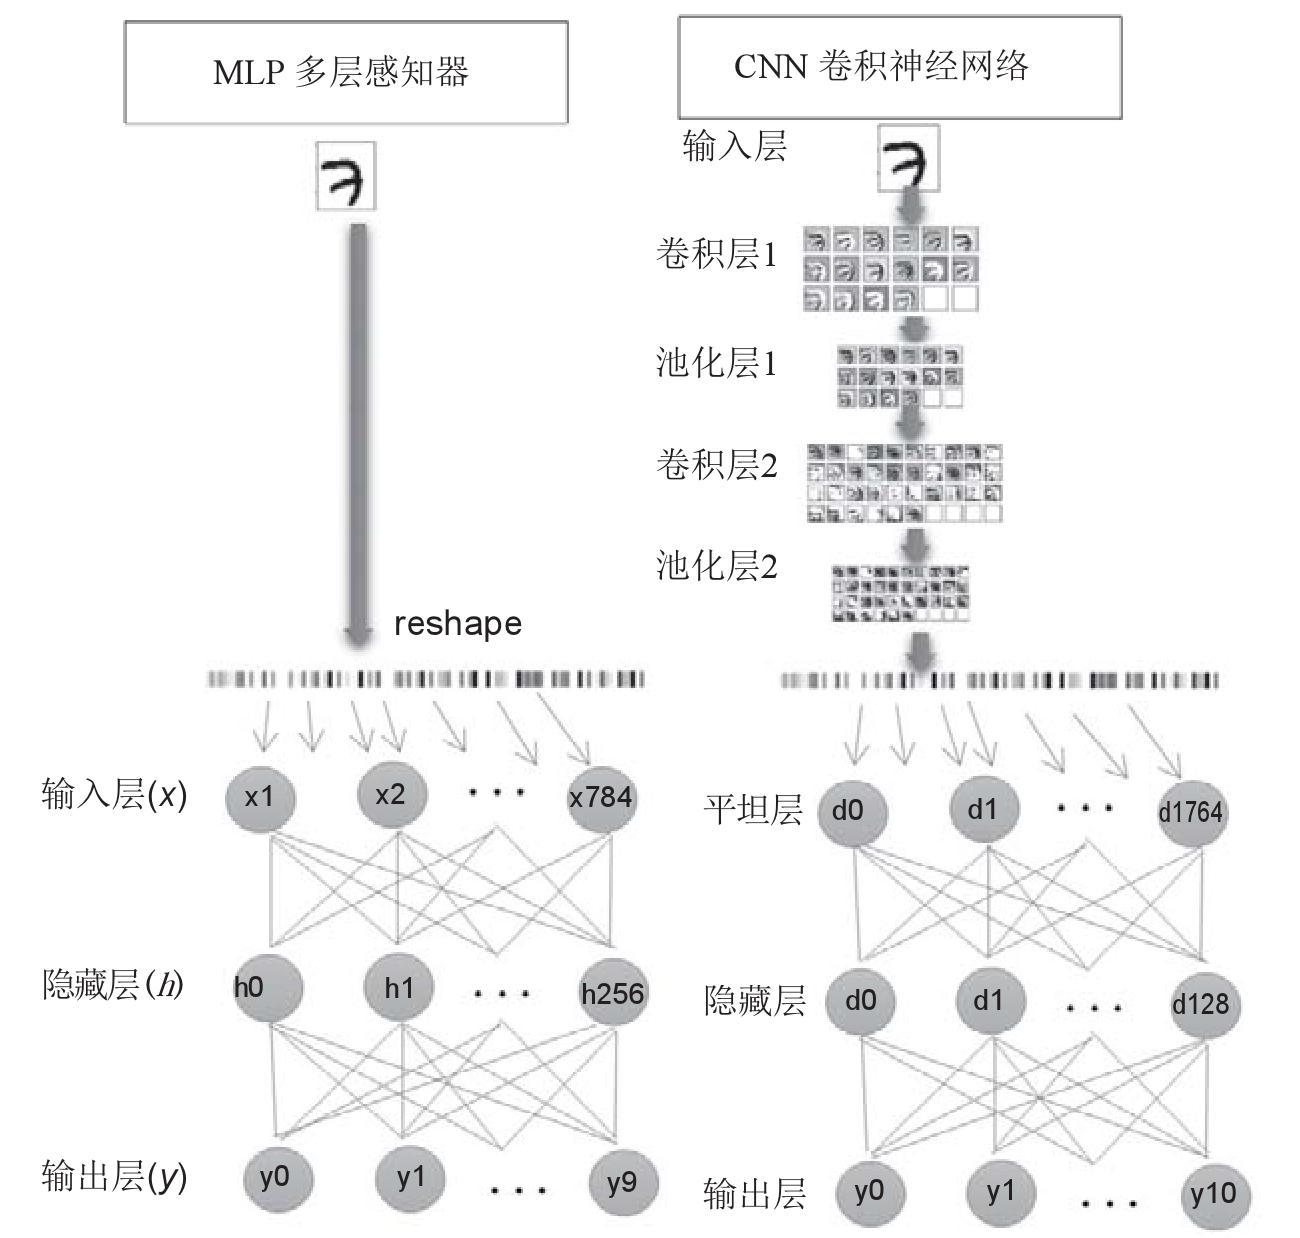 MLP 多层感知器
reshape
输入层(x)
x1 x2 ··· x784
隐藏层(h)
h0 h1 ··· h256
输出层(y)
y0 y1 ··· y9
CNN 卷积神经网络
输入层
卷积层1
池化层1
卷积层2
池化层2
平坦层
d0 d1 ··· d1764
隐藏层
d0 d1 ··· d128
输出层
y0 y1 ··· y10